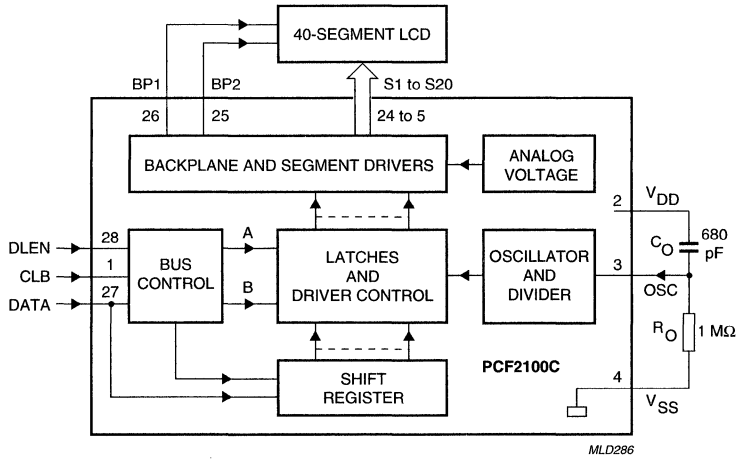 40-SEGMENT LCD
BP1
BP2
S1 to S20
26
25
24 to 5
BACKPLANE AND SEGMENT DRIVERS
ANALOG
VOLTAGE
2
VDD
DLEN
28
A
CLB
1
BUS
CONTROL
DATA
27
B
LATCHES
AND
DRIVER CONTROL
OSCILLATOR
AND
DIVIDER
3
OSC
CO
680
pF
RO
1 MΩ
SHIFT
REGISTER
PCF2100C
4
VSS
MLD286